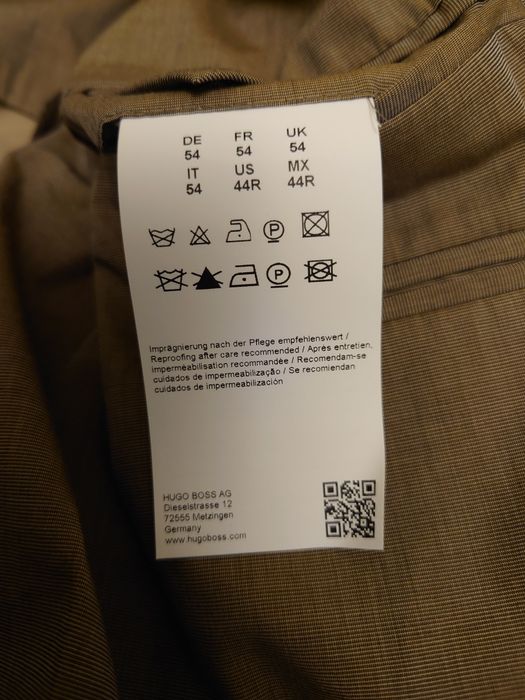 DE FR UK
54 54 54
IT US MX
54 44R 44R
P
P
Imprägnierung nach der Pflege empfehlenswert /
Reproofing after care recommended / Après entretien,
imperméabilisation recommandée / Recomendam-se
cuidados de impermeabilização / Se recomiendan
cuidados de impermeabilización
HUGO BOSS AG
Dieselstrasse 12
72555 Metzingen
Germany
www.hugoboss.com